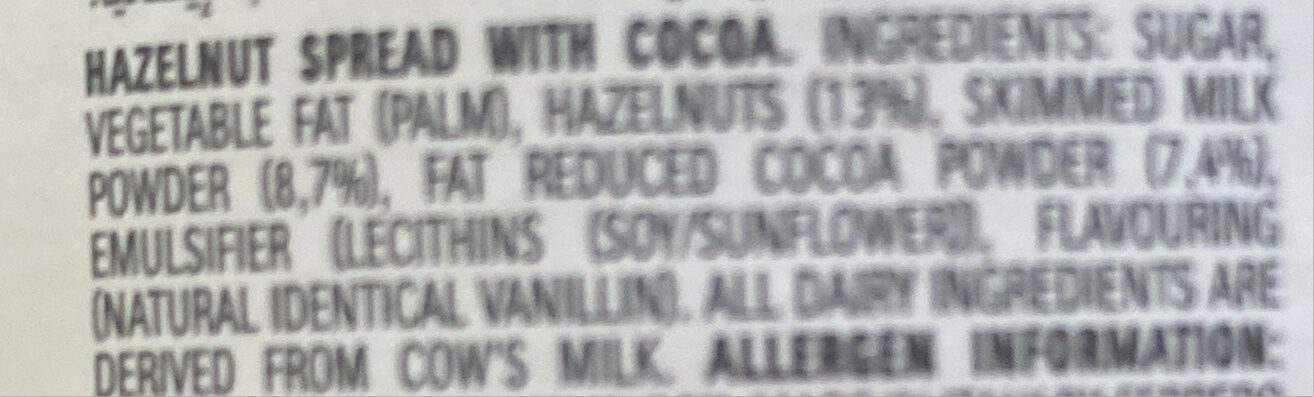 HAZELNUT SPREAD WITH COCOA. INGREDIENTS: SUGAR,
VEGETABLE FAT (PALM), HAZELNUTS (13%), SKIMMED MILK
POWDER (8,7%), FAT REDUCED COCOA POWDER (7,4%),
EMULSIFIER (LECITHINS (SOY/SUNFLOWER)), FLAVOURING
(NATURAL IDENTICAL VANILLIN). ALL DAIRY INGREDIENTS ARE
DERIVED FROM COW'S MILK. ALLERGEN INFORMATION: